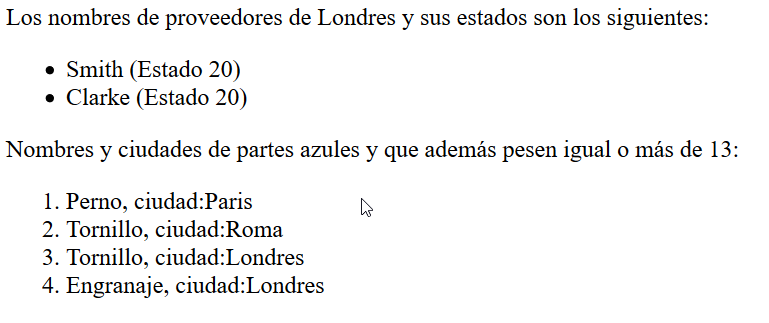 Los nombres de proveedores de Londres y sus estados son los siguientes:
• Smith (Estado 20)
• Clarke (Estado 20)
Nombres y ciudades de partes azules y que además pesen igual o más de 13:
1. Perno, ciudad:Paris
2. Tornillo, ciudad:Roma
3. Tornillo, ciudad:Londres
4. Engranaje, ciudad:Londres